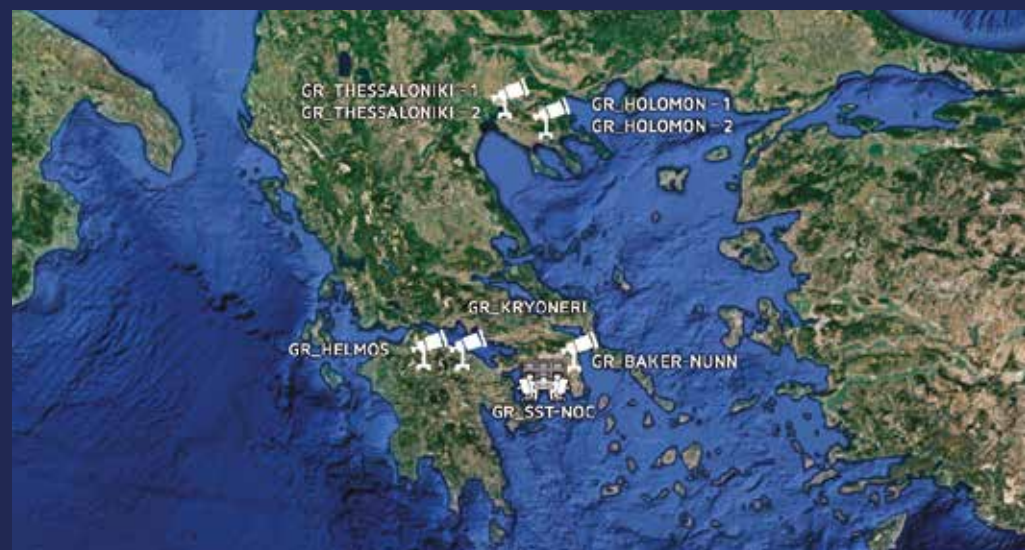 GR_THESSALONIKI-1
GR_THESSALONIKI-2
GR_HOLOMON-1
GR_HOLOMON-2
GR_KRYONERI
GR_HELMOS
GR_BAKER-NUNN
GR_SST-NOC